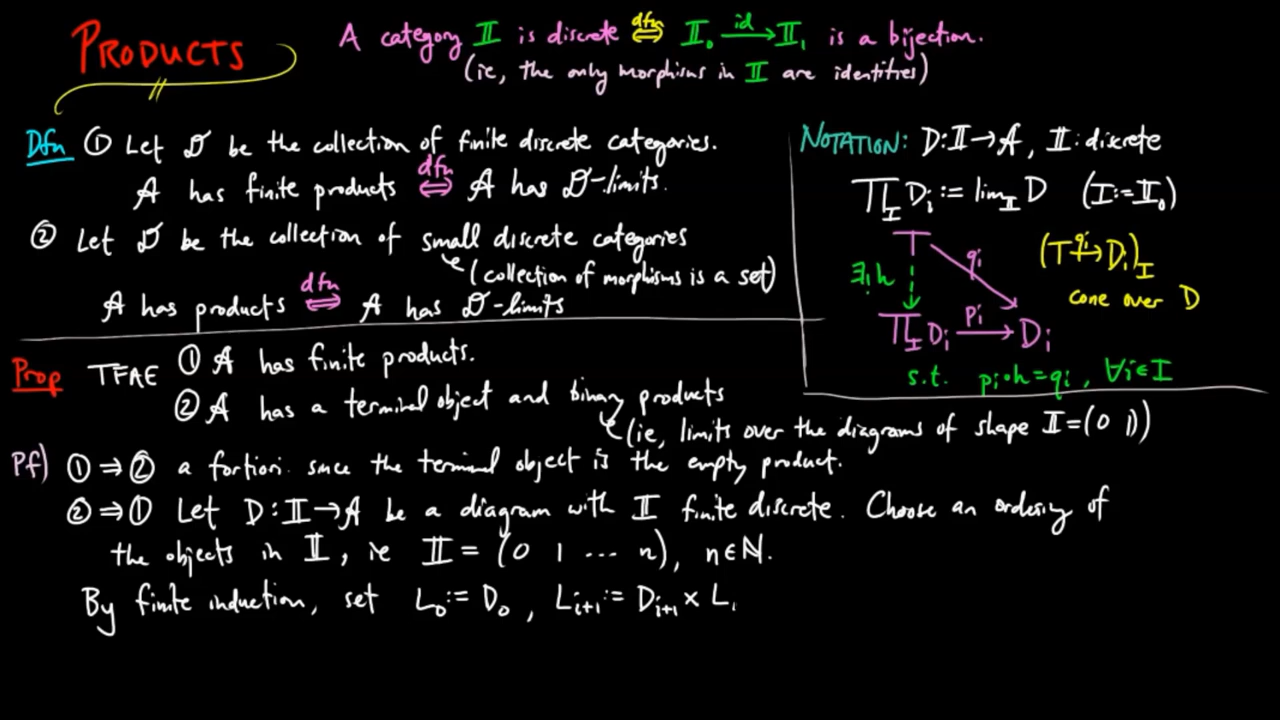 PRODUCTS
A category 𝕀 is discrete ⇔dfn 𝕀₀ —id→ 𝕀₁ is a bijection.
(ie, the only morphisms in 𝕀 are identities)
Dfn ① Let 𝒟 be the collection of finite discrete categories.
𝒜 has finite products ⇔dfn 𝒜 has 𝒟-limits.
② Let 𝒟 be the collection of small discrete categories
(collection of morphisms is a set)
𝒜 has products ⇔dfn 𝒜 has 𝒟-limits
NOTATION: D:𝕀→𝒜, 𝕀: discrete
∏_I D_i := lim_𝕀 D (I:=𝕀₀)
T q_i (T —q_i→ D_i)_I
∃! h cone over D
∏_I D_i —p_i→ D_i
s.t. p_i∘h=q_i, ∀i∈I
Prop TFAE ① 𝒜 has finite products.
② 𝒜 has a terminal object and binary products
(ie, limits over the diagrams of shape 𝕀=(0 1))
Pf) ①⇒② a fortiori since the terminal object is the empty product.
②⇒① Let D:𝕀→𝒜 be a diagram with 𝕀 finite discrete. Choose an ordering of
the objects in 𝕀, ie 𝕀 = (0 1 ... n), n∈ℕ.
By finite induction, set L₀:= D₀, L_{i+1}:= D_{i+1} × L